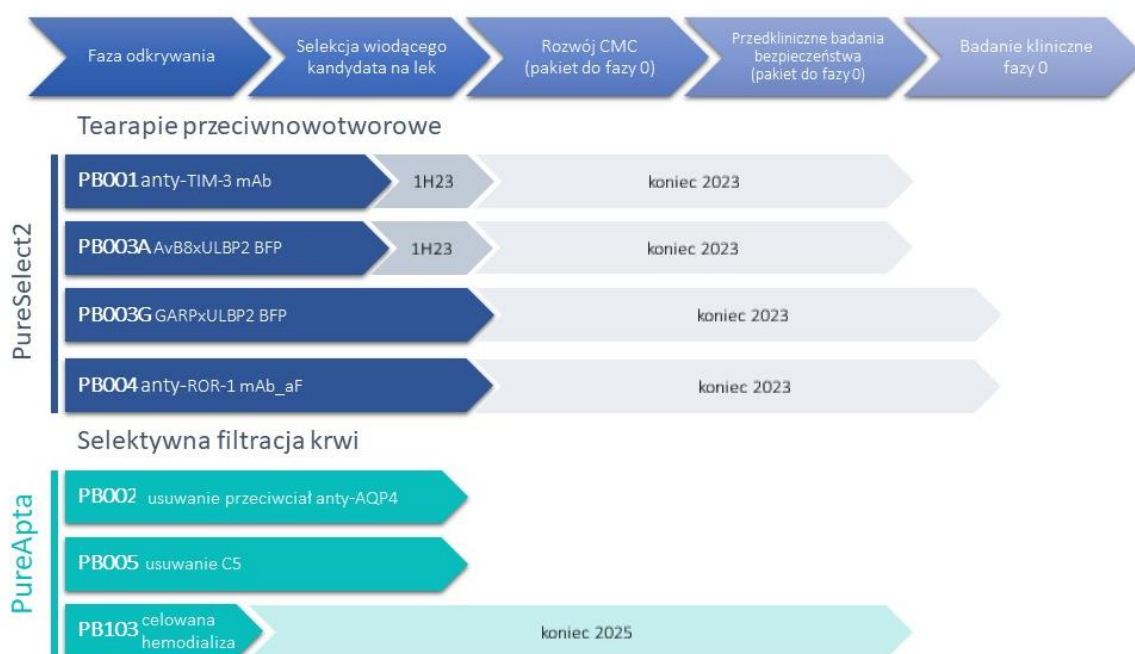 Faza odkrywania
Selekcja wiodącego
kandydata na lek
Rozwój CMC
(pakiet do fazy 0)
Przedkliniczne badania
bezpieczeństwa
(pakiet do fazy 0)
Badanie kliniczne
fazy 0
Tearapie przeciwnowotworowe
PureSelect2
PB001 anty-TIM-3 mAb
1H23
koniec 2023
PB003A AvB8xULBP2 BFP
1H23
koniec 2023
PB003G GARPxULBP2 BFP
koniec 2023
PB004 anty-ROR-1 mAb_aF
koniec 2023
Selektywna filtracja krwi
PureApta
PB002 usuwanie przeciwciał anty-AQP4
PB005 usuwanie C5
PB103 celowana
hemodializa
koniec 2025